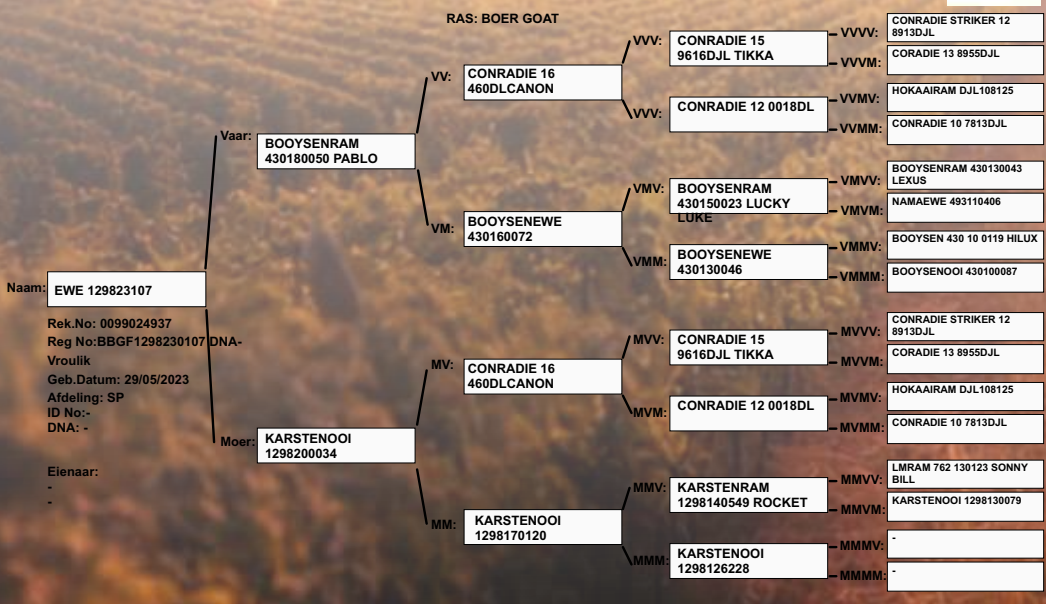 RAS: BOER GOAT
Naam:
EWE 129823107
Rek.No: 0099024937
Reg No:BBGF1298230107 DNA-
Vroulik
Geb.Datum: 29/05/2023
Afdeling: SP
ID No:-
DNA: -
Eienaar:
-
-
Vaar:
BOOYSENRAM
430180050 PABLO
Moer:
KARSTENOOI
1298200034
VV:
CONRADIE 16
460DLCANON
VM:
BOOYSENEWE
430160072
MV:
CONRADIE 16
460DLCANON
MM:
KARSTENOOI
1298170120
VVV:
CONRADIE 15
9616DJL TIKKA
VVV:
CONRADIE 12 0018DL
VMV:
BOOYSENRAM
430150023 LUCKY
LUKE
VMM:
BOOYSENEWE
430130046
MVV:
CONRADIE 15
9616DJL TIKKA
MVM:
CONRADIE 12 0018DL
MMV:
KARSTENRAM
1298140549 ROCKET
MMM:
KARSTENOOI
1298126228
VVVV:
CONRADIE STRIKER 12
8913DJL
VVVM:
CORADIE 13 8955DJL
VVMV:
HOKAAIRAM DJL108125
VVMM:
CONRADIE 10 7813DJL
VMVV:
BOOYSENRAM 430130043
LEXUS
VMVM:
NAMAEWE 493110406
VMMV:
BOOYSEN 430 10 0119 HILUX
VMMM:
BOOYSENOOI 430100087
MVVV:
CONRADIE STRIKER 12
8913DJL
MVVM:
CORADIE 13 8955DJL
MVMV:
HOKAAIRAM DJL108125
MVMM:
CONRADIE 10 7813DJL
MMVV:
LMRAM 762 130123 SONNY
BILL
MMVM:
KARSTENOOI 1298130079
MMMV:
-
MMMM:
-